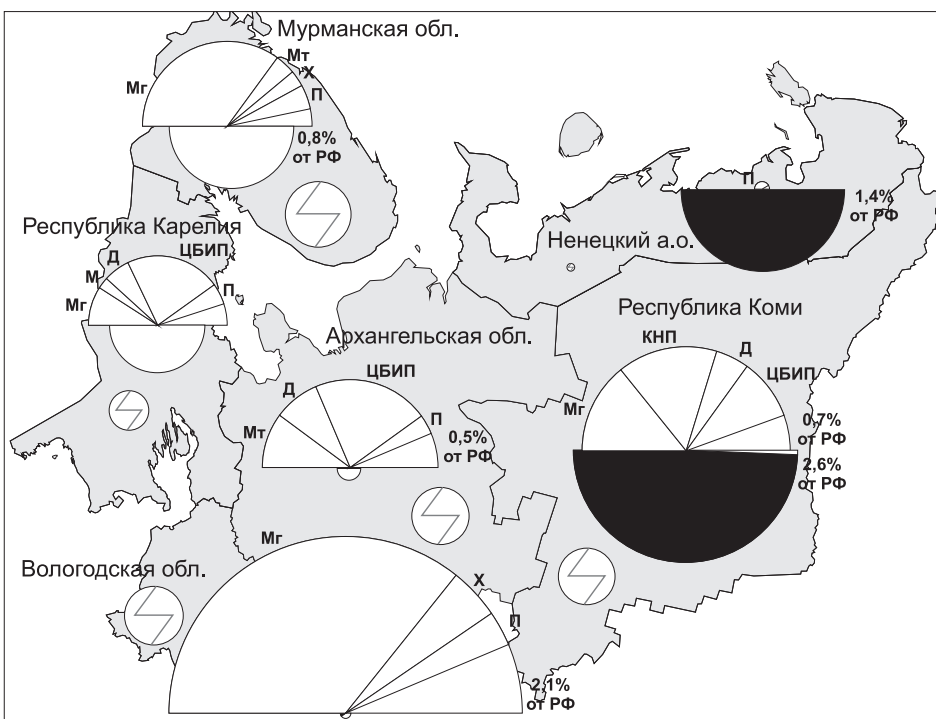 Мурманская обл.
Мг
Мт
Х
П
0,8%
от РФ
Республика Карелия
ЦБИП
Д
М
Мг
П
П
1,4%
от РФ
Ненецкий а.о.
Республика Коми
КНП
Д
ЦБИП
Мг
0,7%
от РФ
2,6%
от РФ
Архангельская обл.
ЦБИП
Д
Мт
П
0,5%
от РФ
Вологодская обл.
Мг
Х
П
2,1%
от РФ